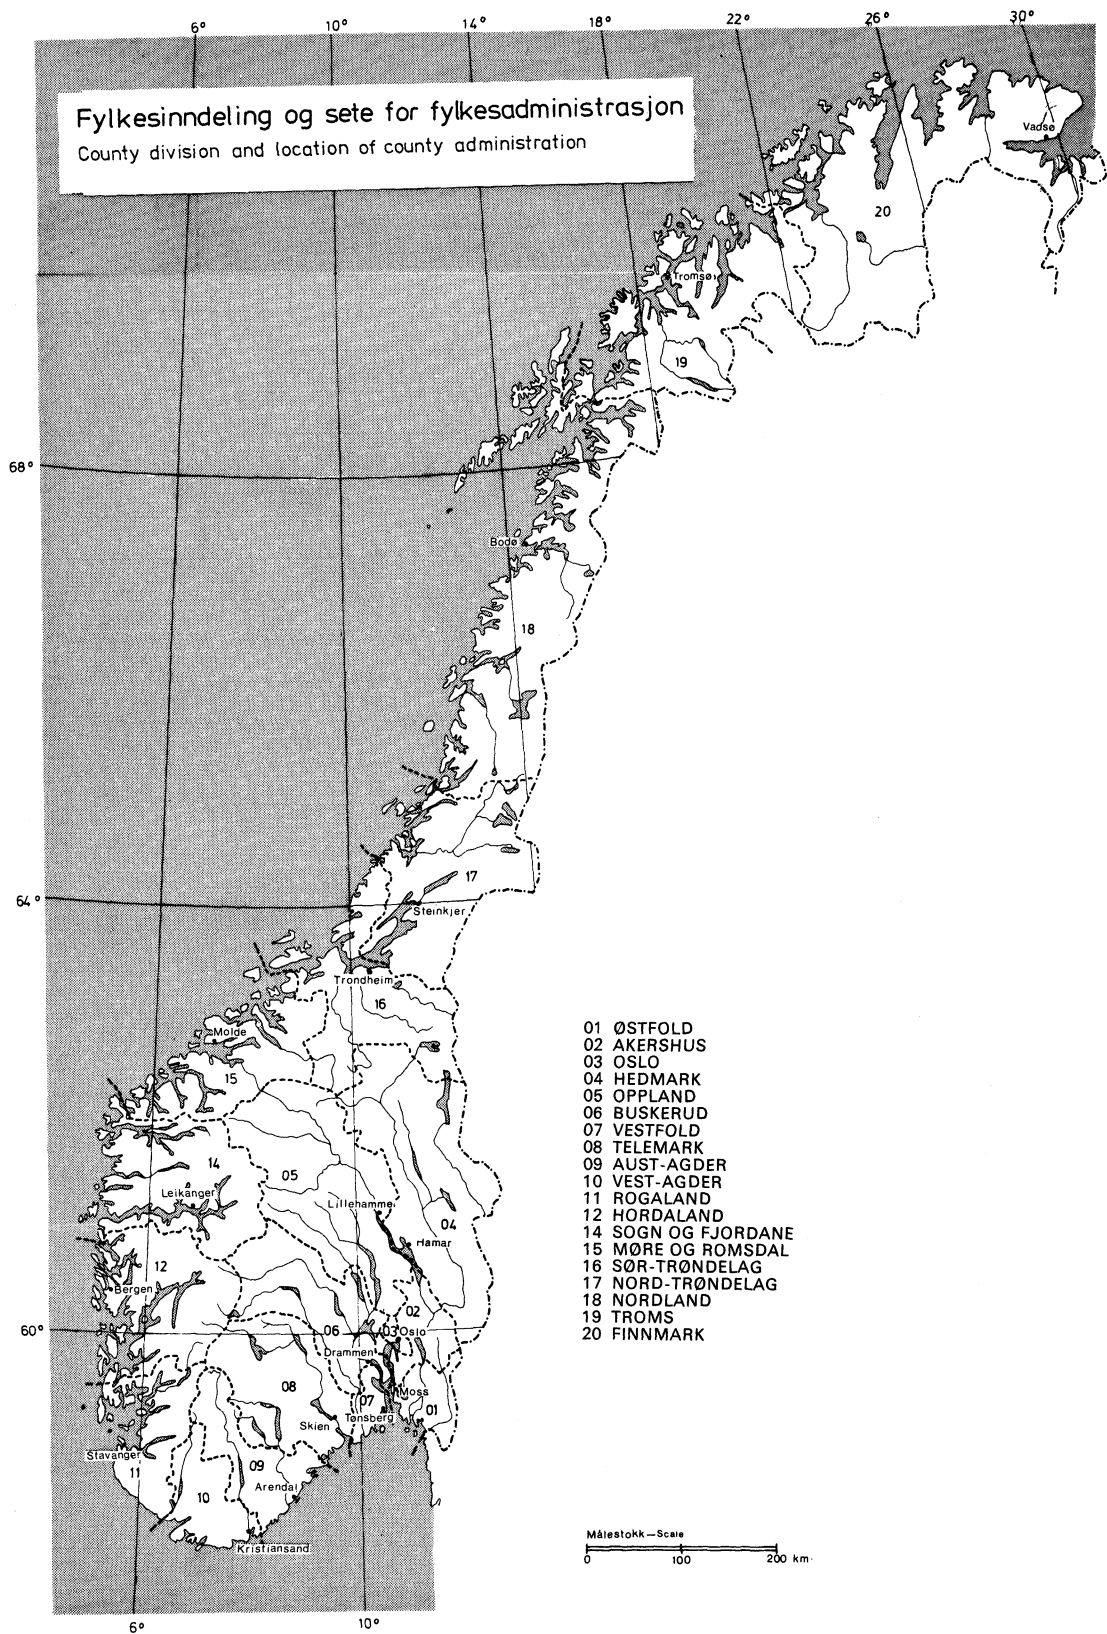 6° 10° 14° 18° 22° 26° 30°
Fylkesinndeling og sete for fylkesadministrasjon
County division and location of county administration
Vadsø
20
Tromsø
19
68°
Bodø
18
17
64°
Steinkjer
Trondheim
16
Molde
15
14
05
Leikanger
Lillehamme
04
Hamar
12
Bergen
02
60°
06
03 Oslo
Drammen
08
Moss
07
01
Tønsberg
Skien
Stavanger
11
09
Arendal
10
Kristiansand
6° 10°
01 ØSTFOLD
02 AKERSHUS
03 OSLO
04 HEDMARK
05 OPPLAND
06 BUSKERUD
07 VESTFOLD
08 TELEMARK
09 AUST-AGDER
10 VEST-AGDER
11 ROGALAND
12 HORDALAND
14 SOGN OG FJORDANE
15 MØRE OG ROMSDAL
16 SØR-TRØNDELAG
17 NORD-TRØNDELAG
18 NORDLAND
19 TROMS
20 FINNMARK
Målestokk—Scale
0 100 200 km